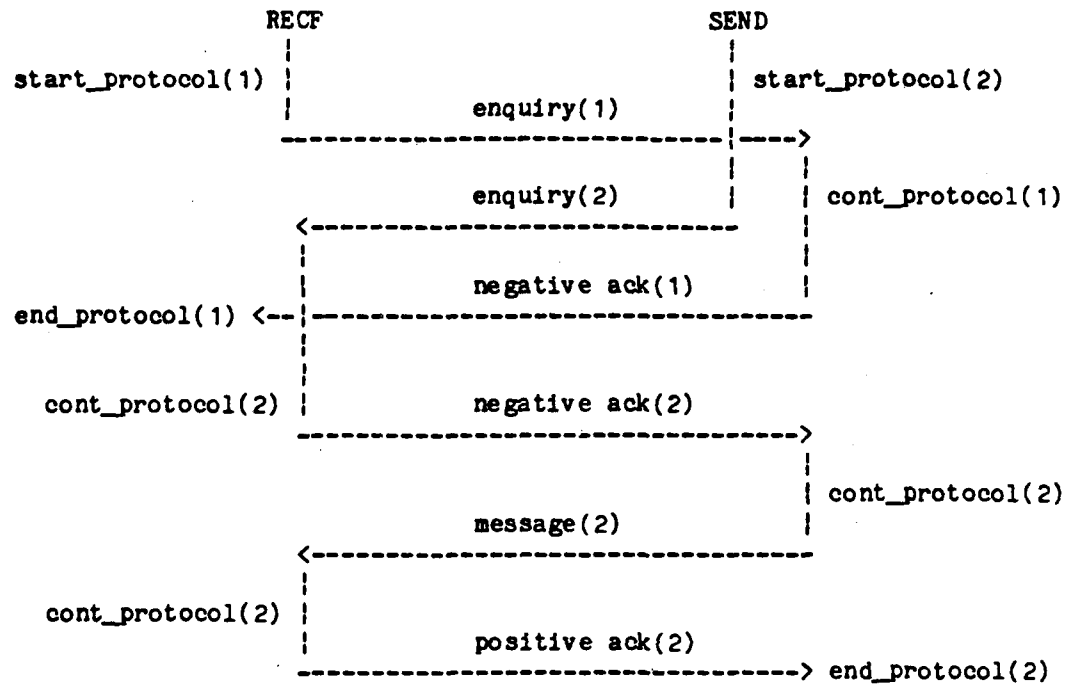 RECF SEND
start_protocol(1) start_protocol(2)
enquiry(1)
enquiry(2) cont_protocol(1)
negative ack(1)
end_protocol(1)
cont_protocol(2) negative ack(2)
cont_protocol(2)
message(2)
cont_protocol(2)
positive ack(2)
end_protocol(2)